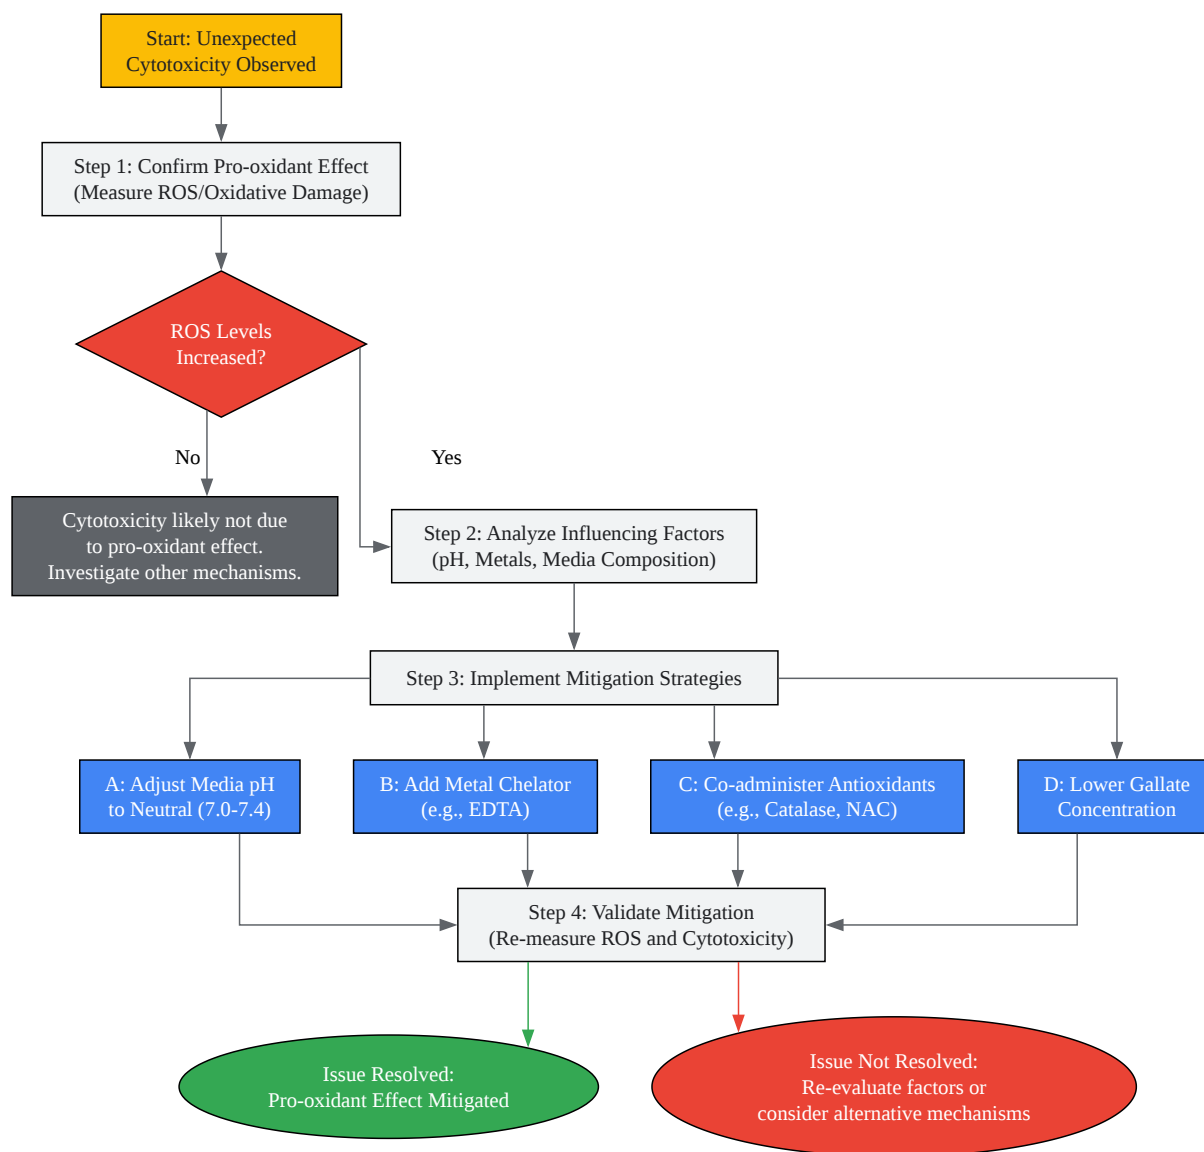 Start: Unexpected
Cytotoxicity Observed
Step 1: Confirm Pro-oxidant Effect
(Measure ROS/Oxidative Damage)
ROS Levels
Increased?
No
Yes
Cytotoxicity likely not due
to pro-oxidant effect.
Investigate other mechanisms.
Step 2: Analyze Influencing Factors
(pH, Metals, Media Composition)
Step 3: Implement Mitigation Strategies
A: Adjust Media pH
to Neutral (7.0-7.4)
B: Add Metal Chelator
(e.g., EDTA)
C: Co-administer Antioxidants
(e.g., Catalase, NAC)
D: Lower Gallate
Concentration
Step 4: Validate Mitigation
(Re-measure ROS and Cytotoxicity)
Issue Resolved:
Pro-oxidant Effect Mitigated
Issue Not Resolved:
Re-evaluate factors or
consider alternative mechanisms